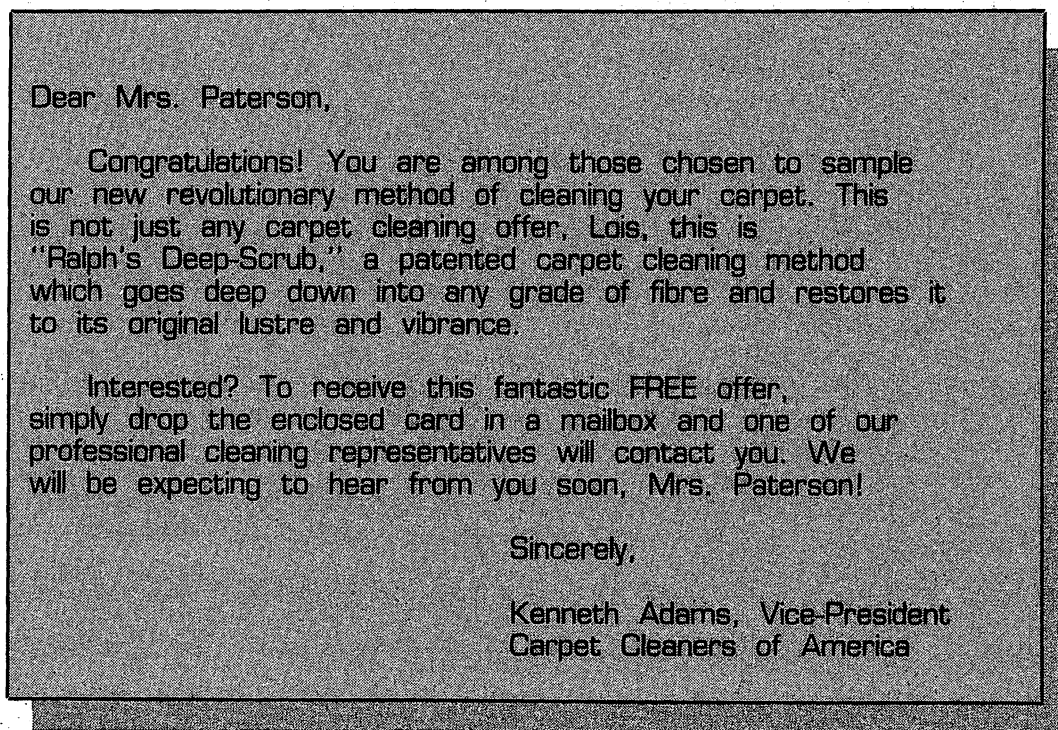 Dear Mrs. Paterson,
Congratulations! You are among those chosen to sample
our new revolutionary method of cleaning your carpet. This
is not just any carpet cleaning offer, Lois, this is
"Ralph's Deep-Scrub," a patented carpet cleaning method
which goes deep down into any grade of fibre and restores it
to its original lustre and vibrance.
Interested? To receive this fantastic FREE offer,
simply drop the enclosed card in a mailbox and one of our
professional cleaning representatives will contact you. We
will be expecting to hear from you soon, Mrs. Paterson!
Sincerely,
Kenneth Adams, Vice-President
Carpet Cleaners of America